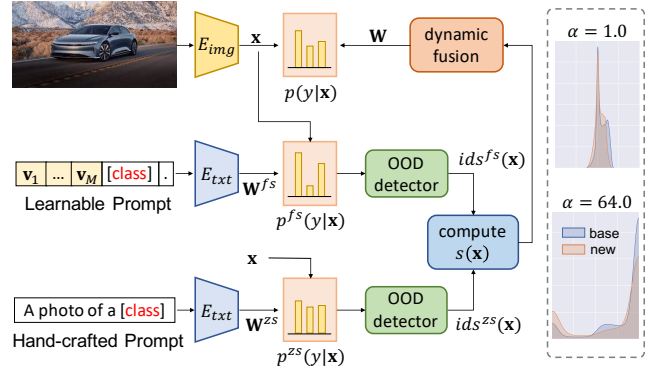 E_img
x
p(y|x)
W
dynamic
fusion
α = 1.0
v_1 ... v_M [class] .
Learnable Prompt
E_txt
W^fs
p^fs(y|x)
OOD
detector
ids^fs(x)
compute
s(x)
α = 64.0
base
new
x
A photo of a [class]
Hand-crafted Prompt
E_txt
W^zs
p^zs(y|x)
OOD
detector
ids^zs(x)